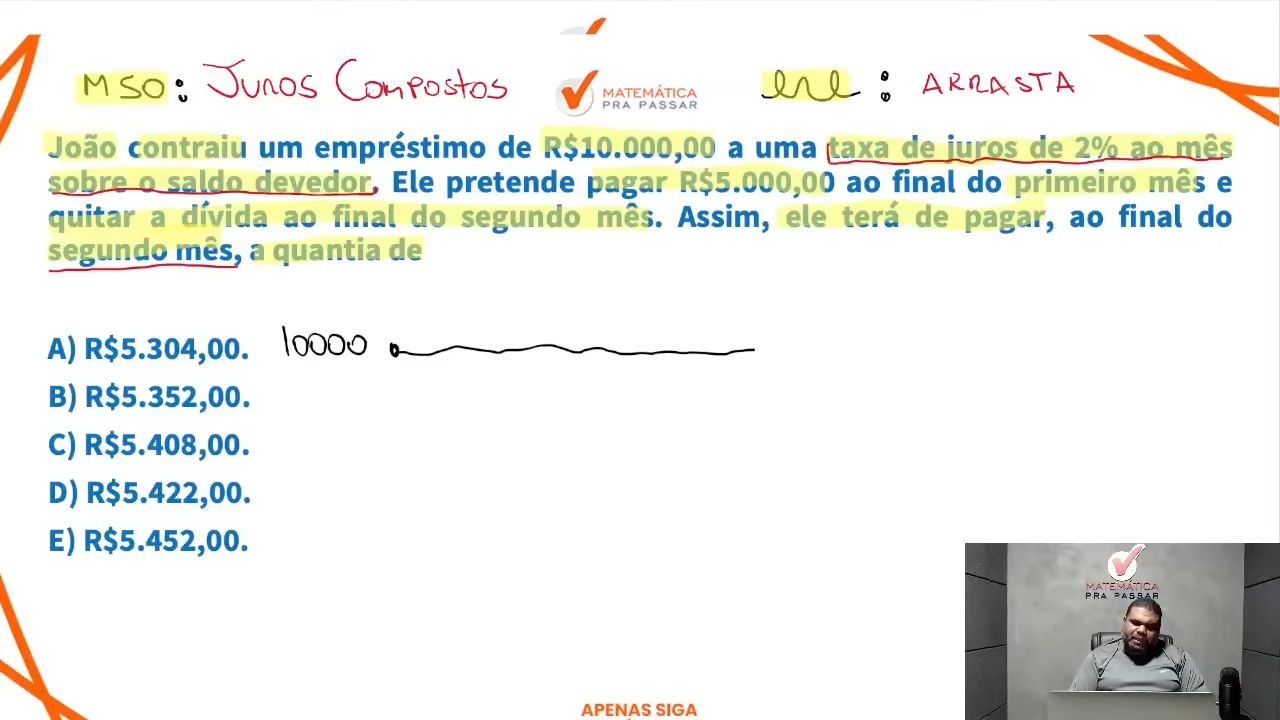 MSO: JUROS COMPOSTOS
MATEMÁTICA
PRA PASSAR
: ARRASTA
João contraiu um empréstimo de R$10.000,00 a uma taxa de juros de 2% ao mês
sobre o saldo devedor. Ele pretende pagar R$5.000,00 ao final do primeiro mês e
quitar a dívida ao final do segundo mês. Assim, ele terá de pagar, ao final do
segundo mês, a quantia de
A) R$5.304,00.
10000
B) R$5.352,00.
C) R$5.408,00.
D) R$5.422,00.
E) R$5.452,00.
MATEMÁTICA
PRA PASSAR
APENAS SIGA